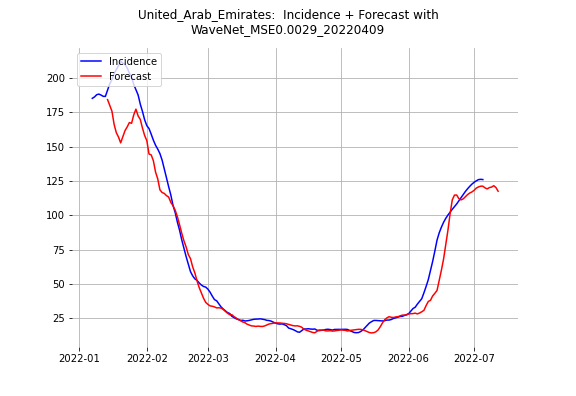 United_Arab_Emirates:  Incidence + Forecast with
WaveNet_MSE0.0029_20220409
Incidence
Forecast
200
175
150
125
100
75
50
25
2022-01 2022-02 2022-03 2022-04 2022-05 2022-06 2022-07